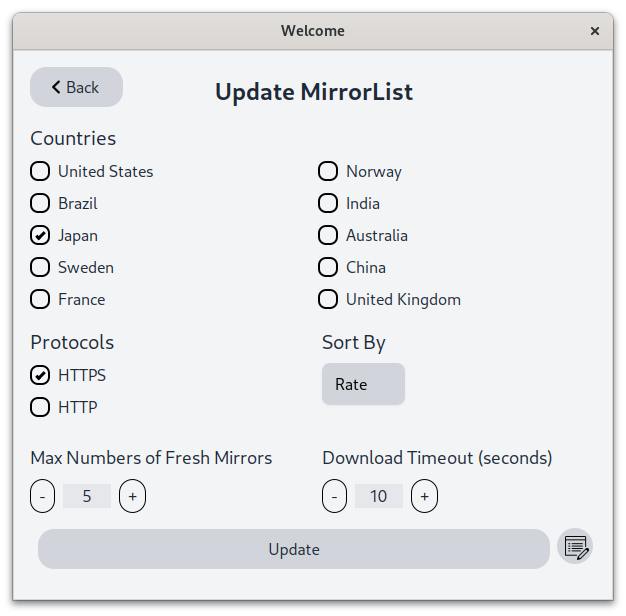 Welcome
Back
Update MirrorList
Countries
United States
Norway
Brazil
India
Japan
Australia
Sweden
China
France
United Kingdom
Protocols
Sort By
HTTPS
Rate
HTTP
Max Numbers of Fresh Mirrors
Download Timeout (seconds)
- 5 +
- 10 +
Update